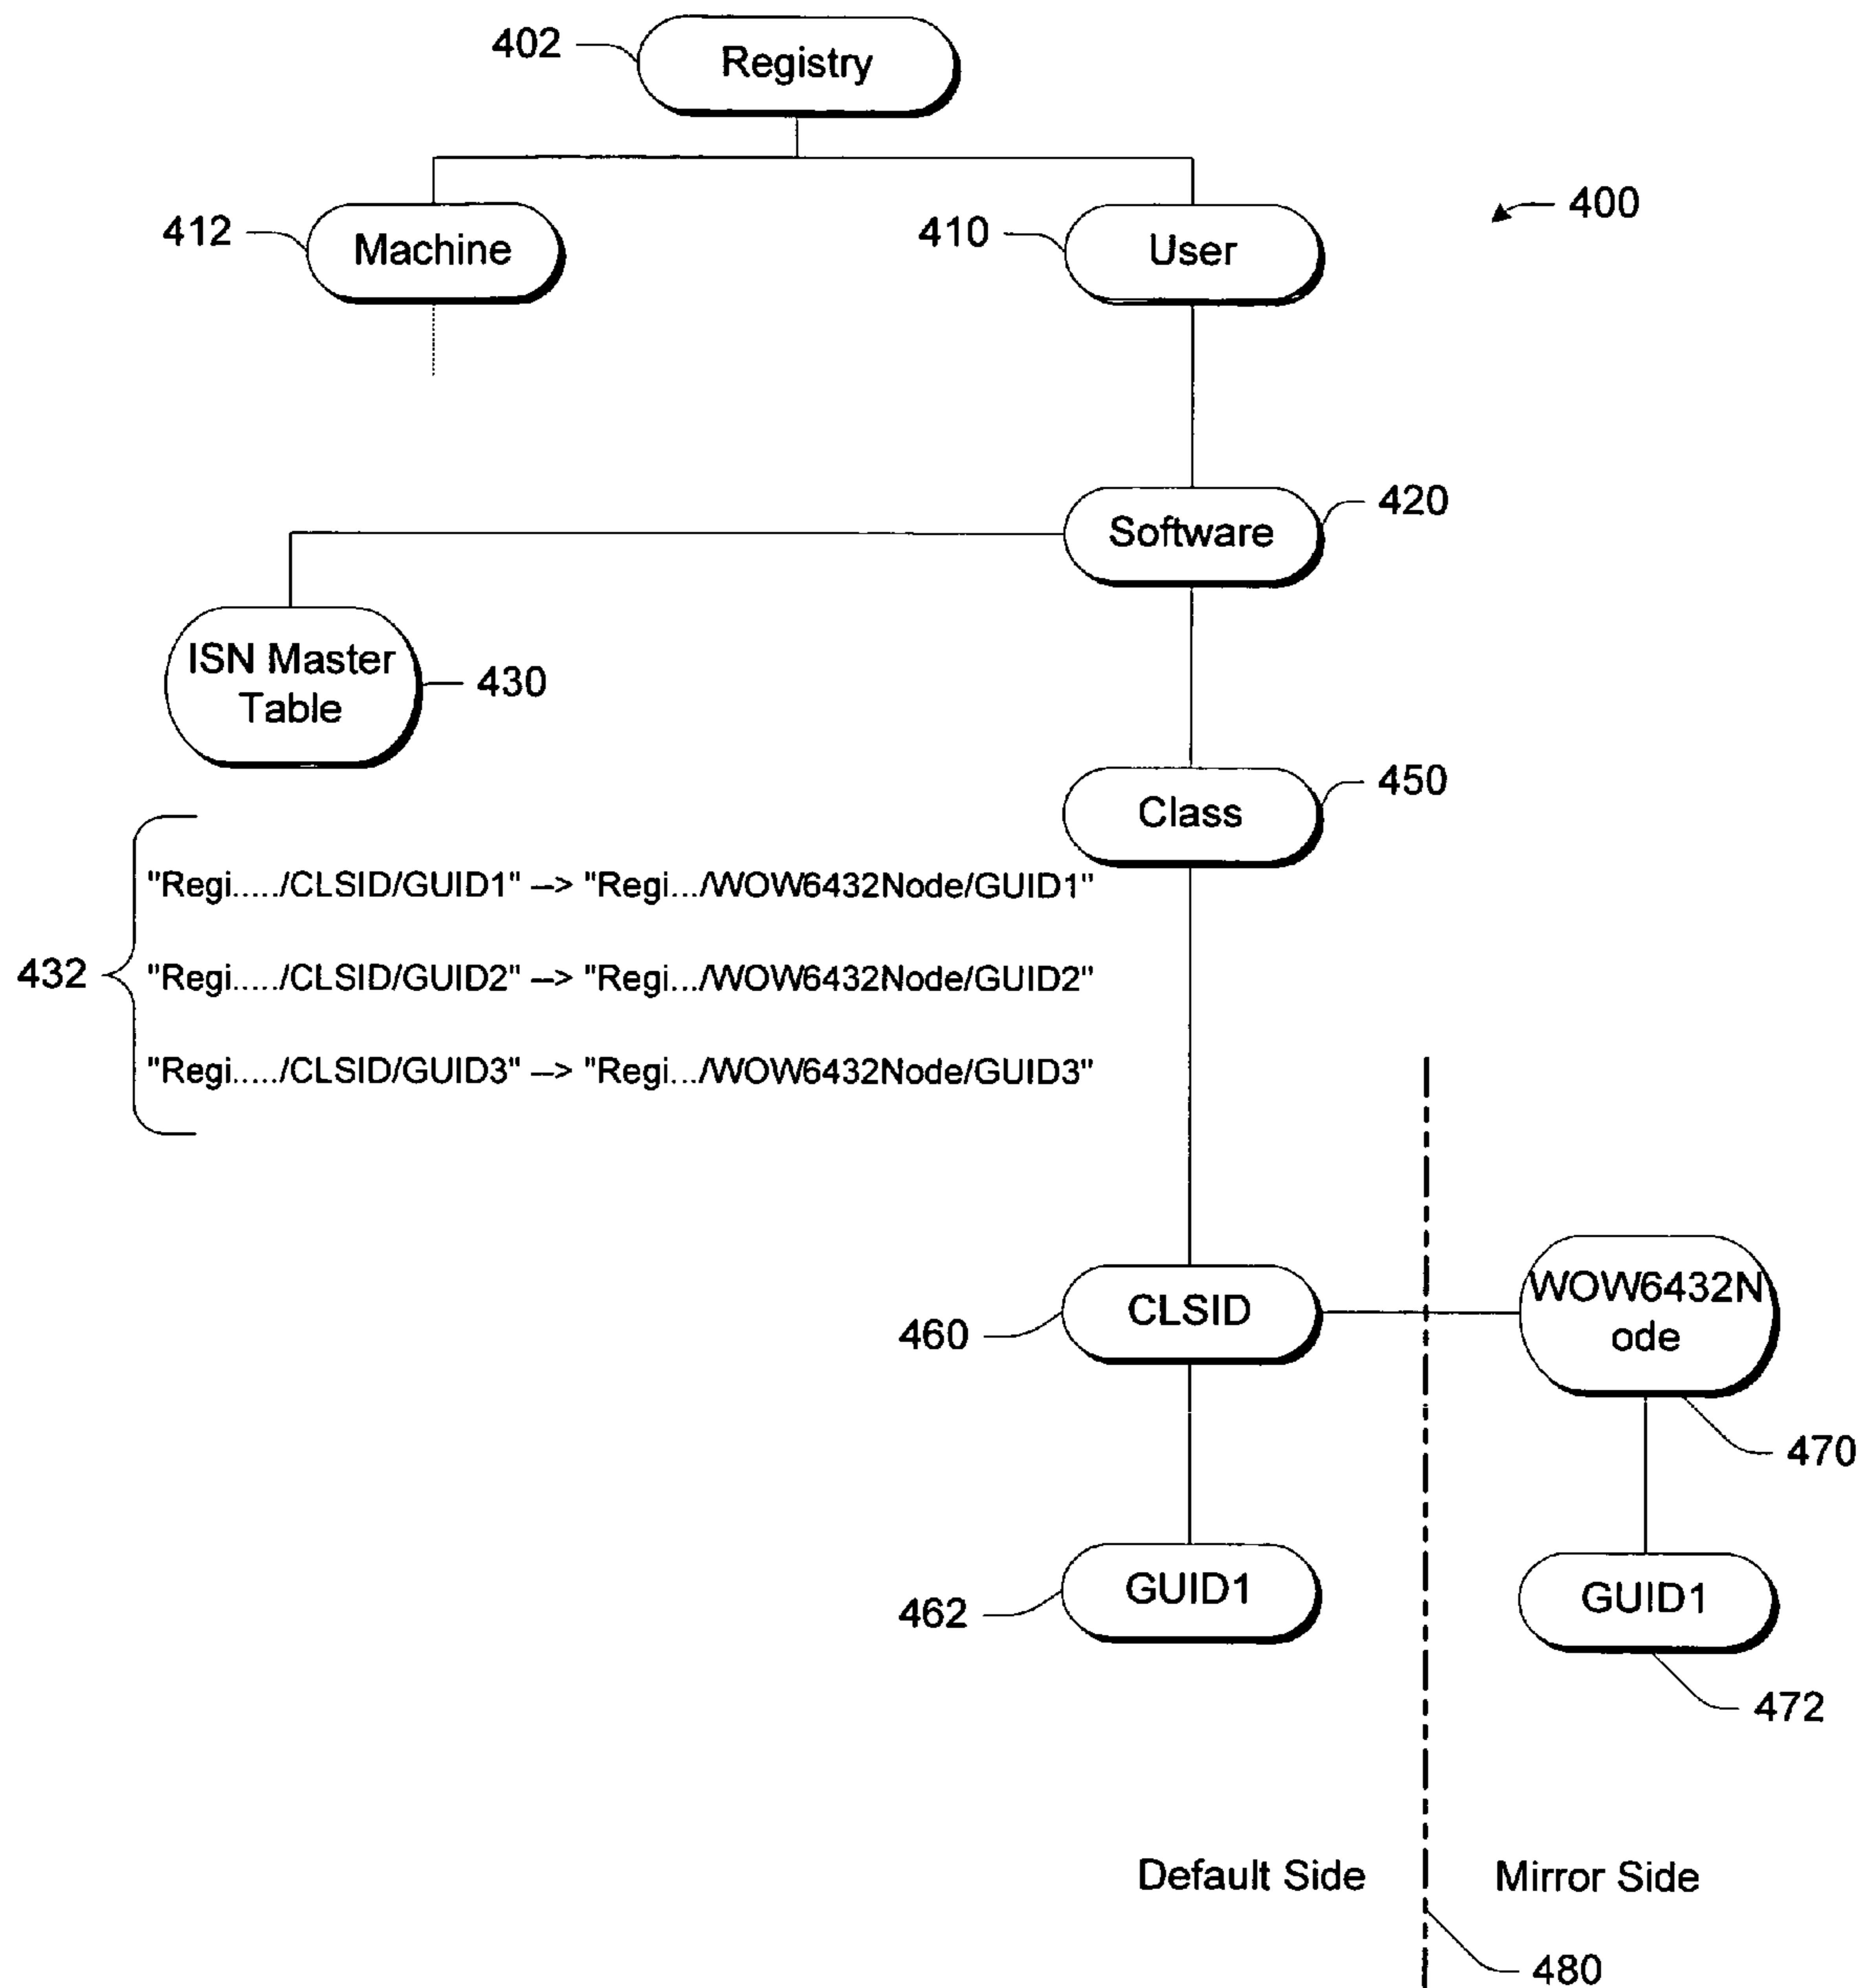 402
Registry
412
Machine
410
User
400
Software
420
ISN Master
Table
430
Class
450
432
"Regi...../CLSID/GUID1" –> "Regi.../WOW6432Node/GUID1"
"Regi...../CLSID/GUID2" –> "Regi.../WOW6432Node/GUID2"
"Regi...../CLSID/GUID3" –> "Regi.../WOW6432Node/GUID3"
460
CLSID
WOW6432N
ode
470
462
GUID1
GUID1
472
Default Side
Mirror Side
480